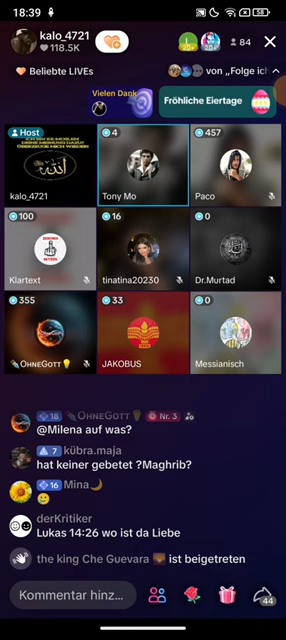 18:39
58
kalo_4721
118.5K
84
Beliebte LIVEs
von „Folge ich
Vielen Dank
Fröhliche Eiertage
Host
kalo_4721
4
Tony Mo
457
Paco
100
Klartext
16
tinatina20230
0
Dr.Murtad
355
OʜɴᴇGᴏᴛᴛ
33
JAKOBUS
0
Messianisch
18 OʜɴᴇGᴏᴛᴛ Nr. 3
@Milena auf was?
7 kübra.maja
hat keiner gebetet ?Maghrib?
16 Mina🌙
🙂
derKritiker
Lukas 14:26 wo ist da Liebe
the king Che Guevara ist beigetreten
Kommentar hinz...
44